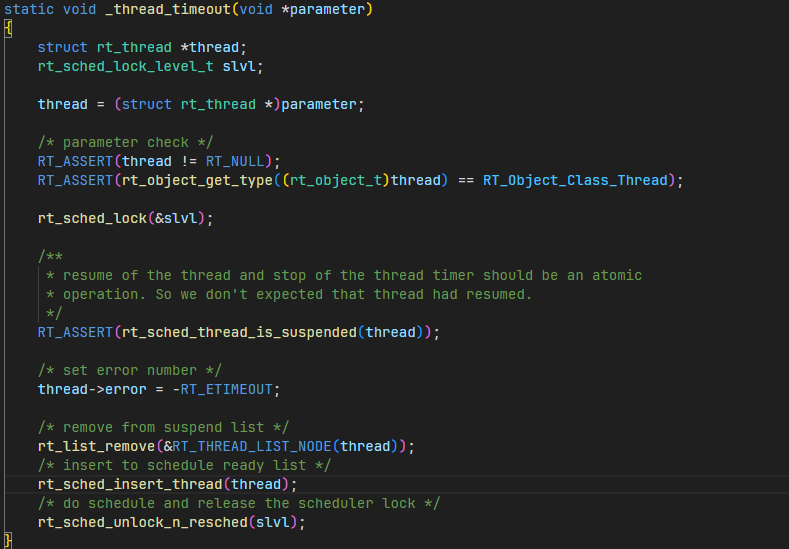 static void _thread_timeout(void *parameter)
{
    struct rt_thread *thread;
    rt_sched_lock_level_t slvl;

    thread = (struct rt_thread *)parameter;

    /* parameter check */
    RT_ASSERT(thread != RT_NULL);
    RT_ASSERT(rt_object_get_type((rt_object_t)thread) == RT_Object_Class_Thread);

    rt_sched_lock(&slvl);

    /**
     * resume of the thread and stop of the thread timer should be an atomic
     * operation. So we don't expected that thread had resumed.
     */
    RT_ASSERT(rt_sched_thread_is_suspended(thread));

    /* set error number */
    thread->error = -RT_ETIMEOUT;

    /* remove from suspend list */
    rt_list_remove(&RT_THREAD_LIST_NODE(thread));
    /* insert to schedule ready list */
    rt_sched_insert_thread(thread);
    /* do schedule and release the scheduler lock */
    rt_sched_unlock_n_resched(slvl);
}